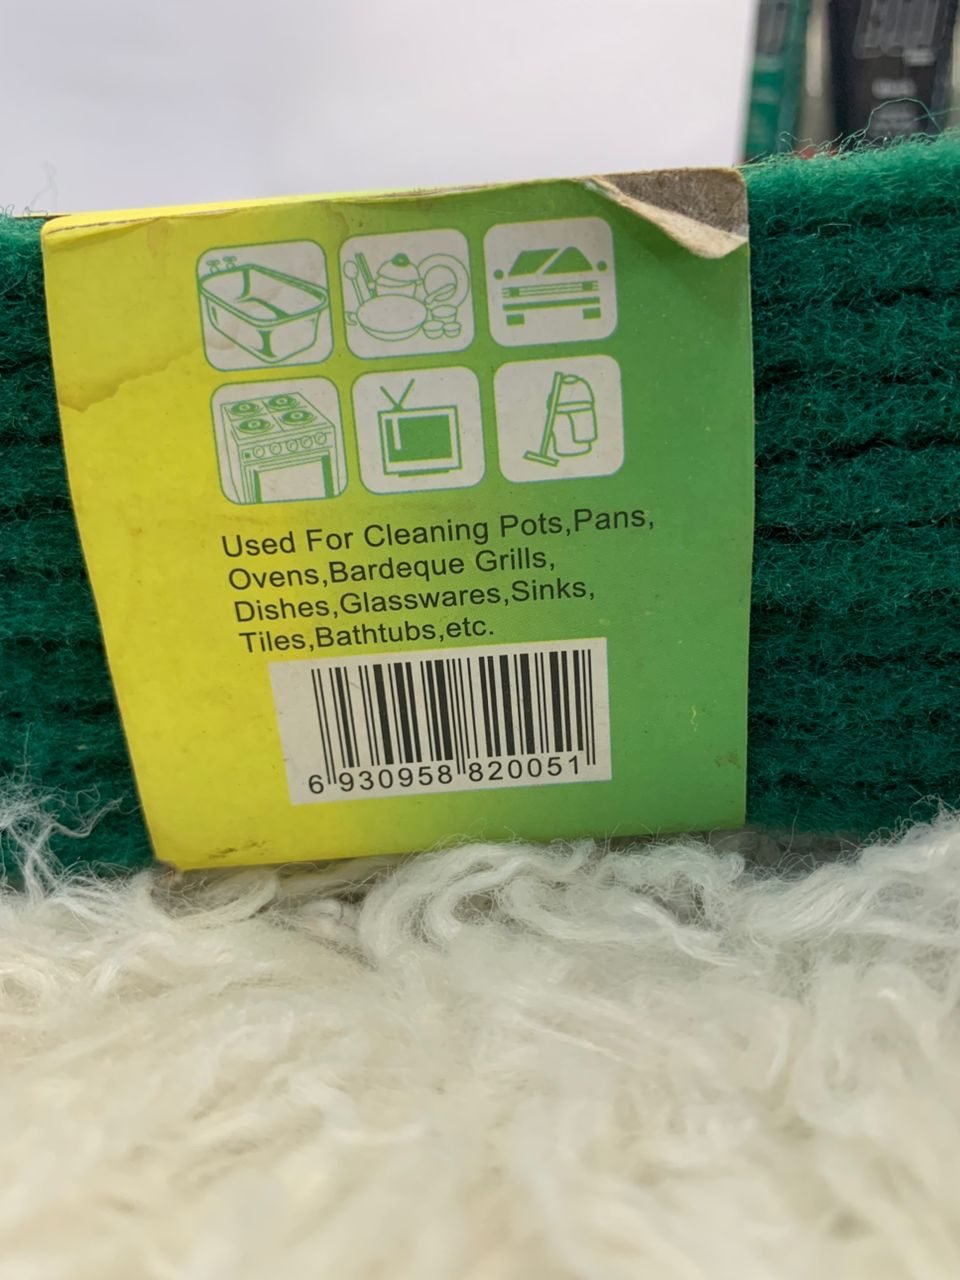 Used For Cleaning Pots,Pans,
Ovens,Bardeque Grills,
Dishes,Glasswares,Sinks,
Tiles,Bathtubs,etc.
6 930958 820051